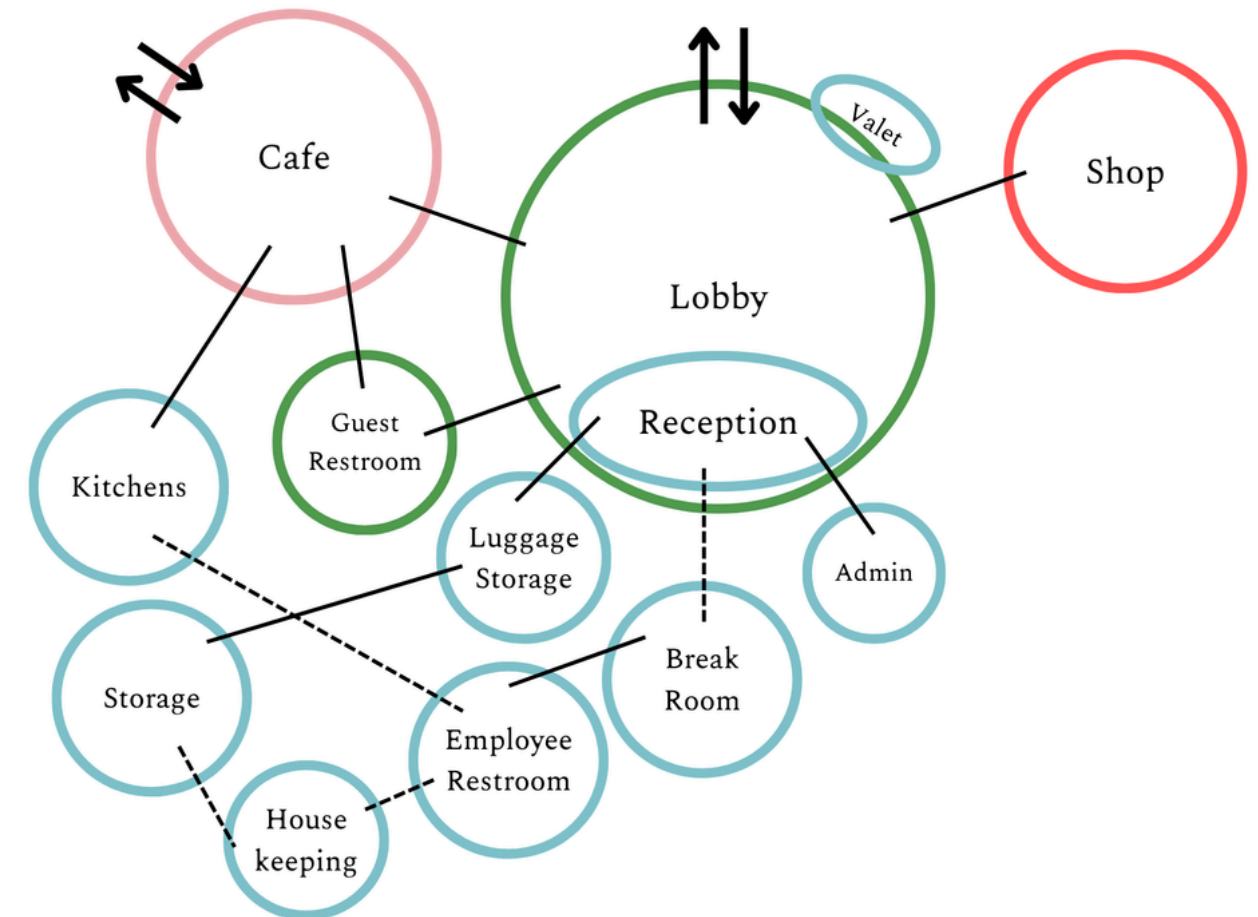 Cafe
Valet
Shop
Lobby
Guest
Restroom
Reception
Kitchens
Luggage
Storage
Admin
Break
Room
Storage
Employee
Restroom
House
keeping